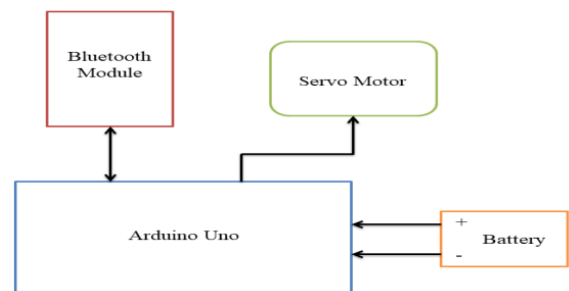 Bluetooth
Module
Servo Motor
Arduino Uno
+
Battery
-